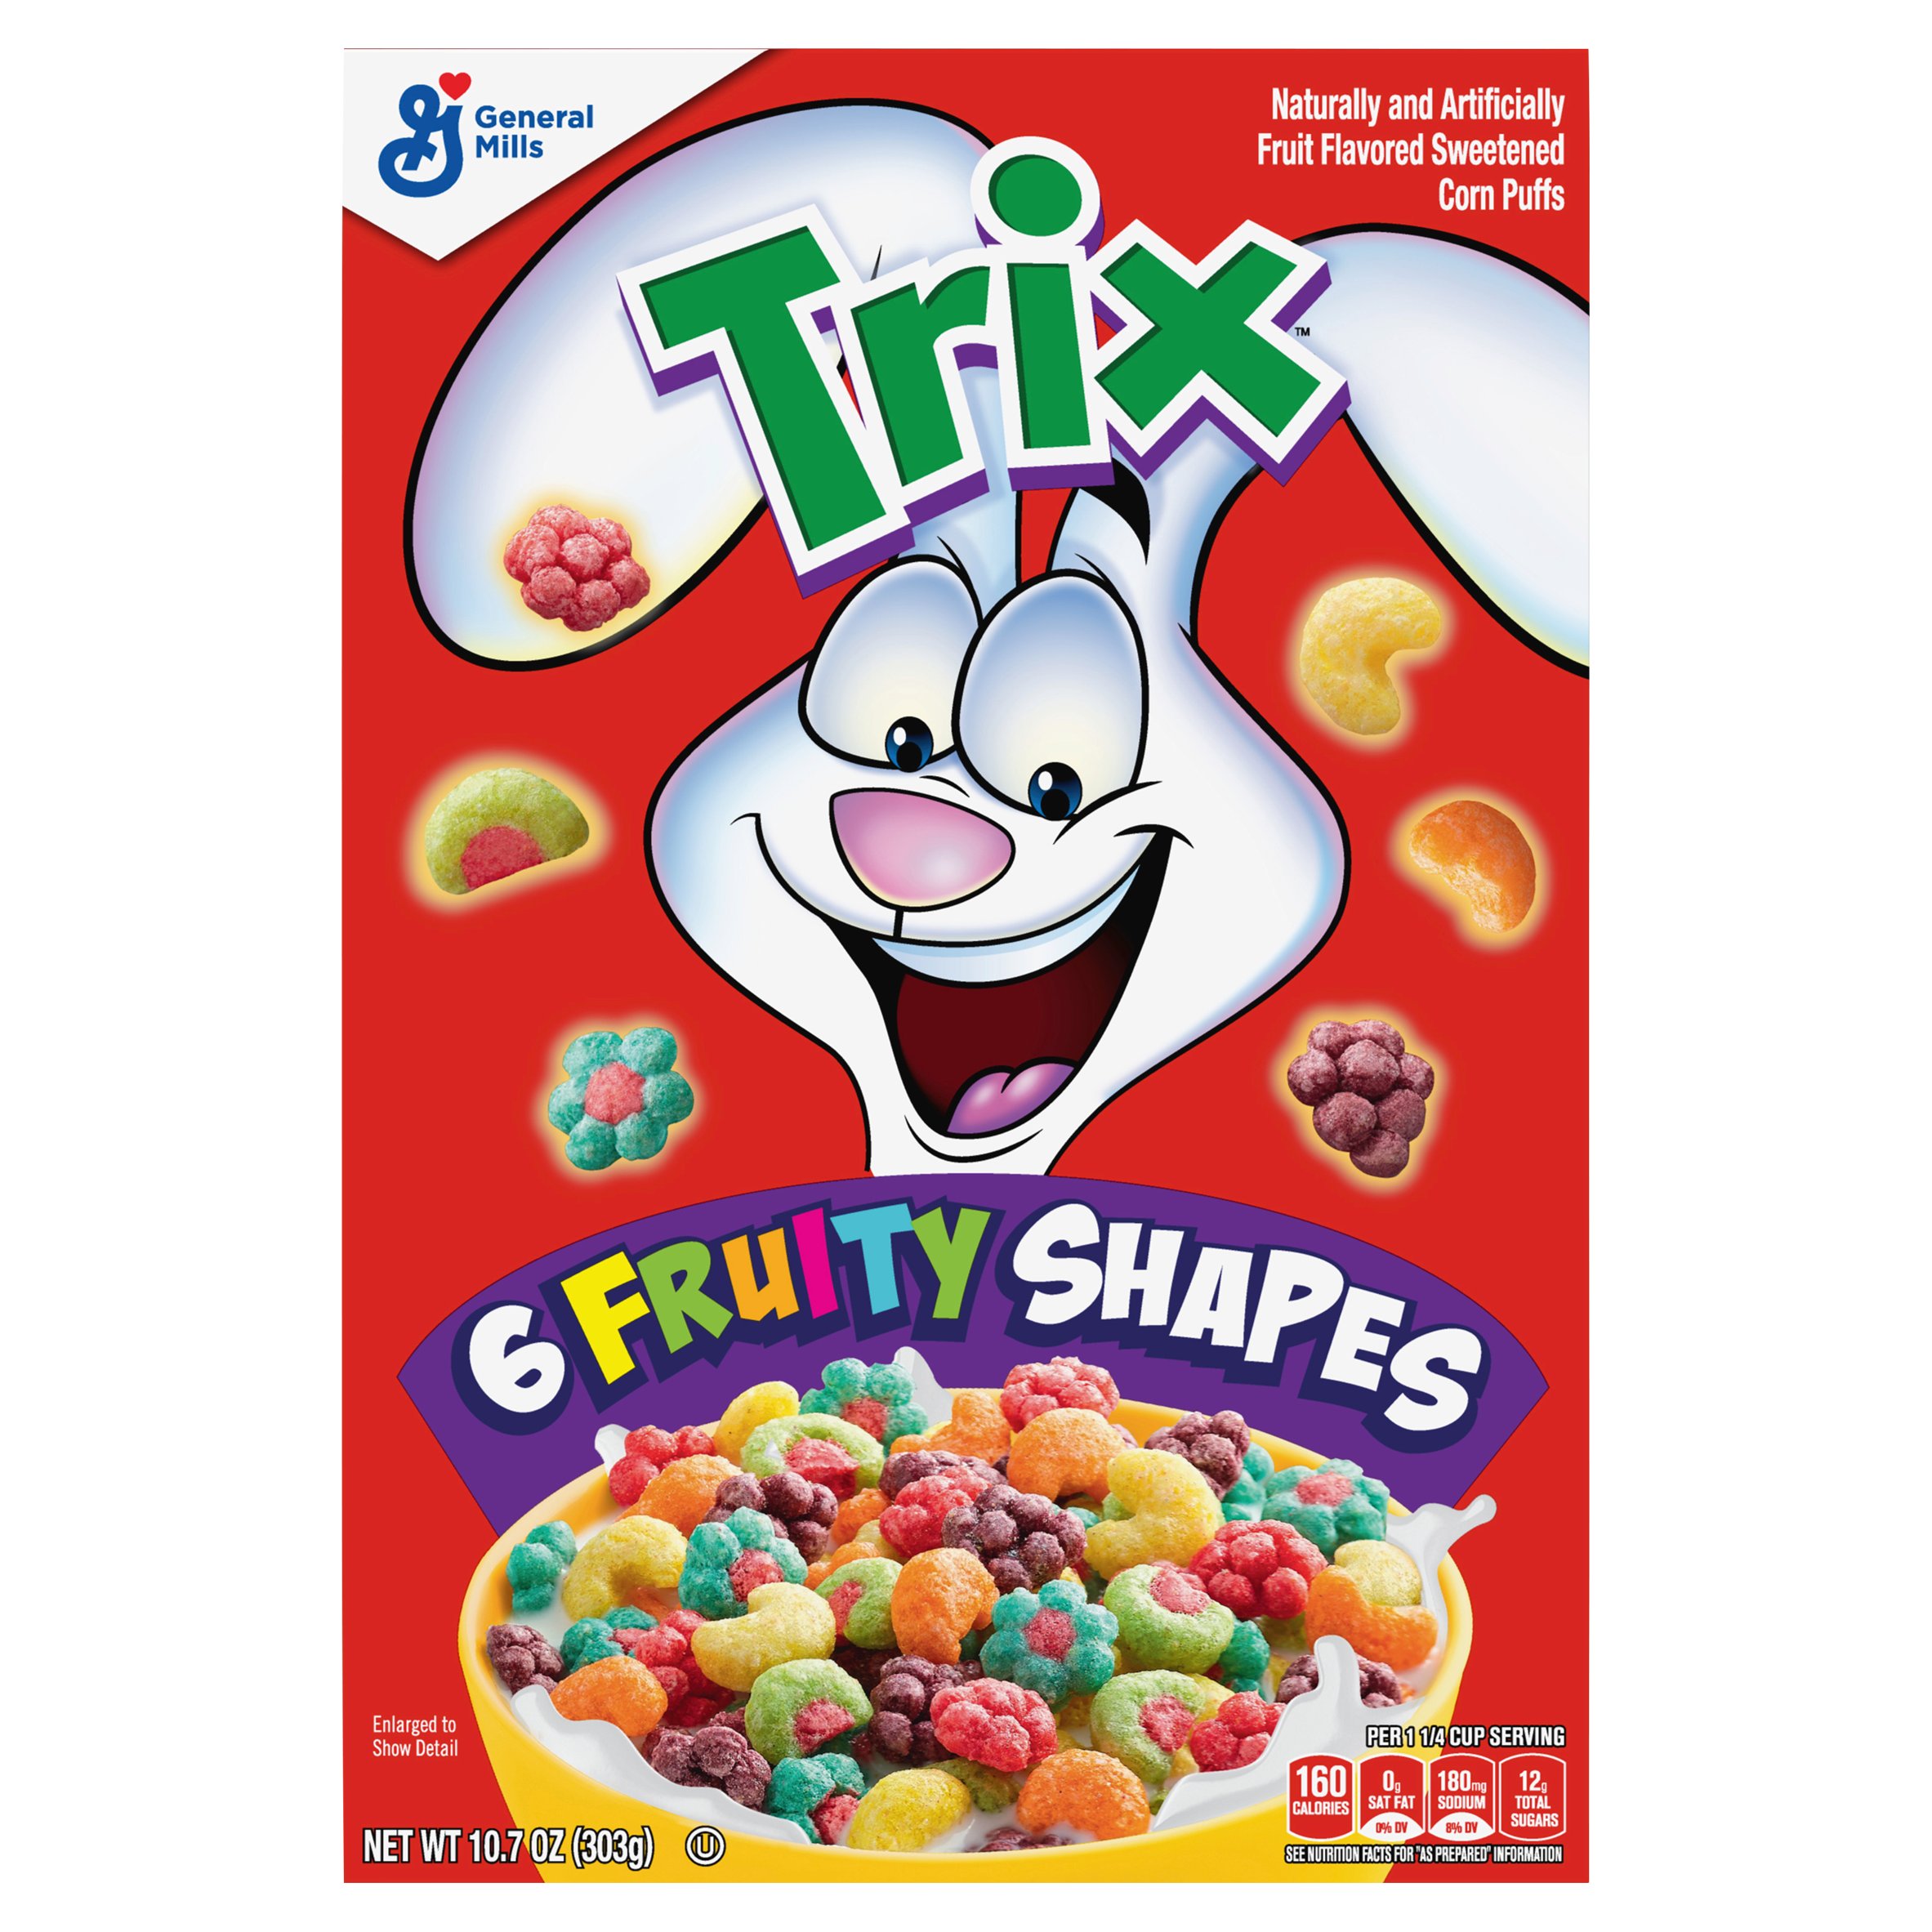 General
Mills
Naturally and Artificially
Fruit Flavored Sweetened
Corn Puffs
Trix™
6 FRUITY SHAPES
Enlarged to
Show Detail
PER 1 1/4 CUP SERVING
160
CALORIES
0g
SAT FAT
0% DV
180mg
SODIUM
8% DV
12g
TOTAL
SUGARS
SEE NUTRITION FACTS FOR "AS PREPARED" INFORMATION
NET WT 10.7 OZ (303g) U